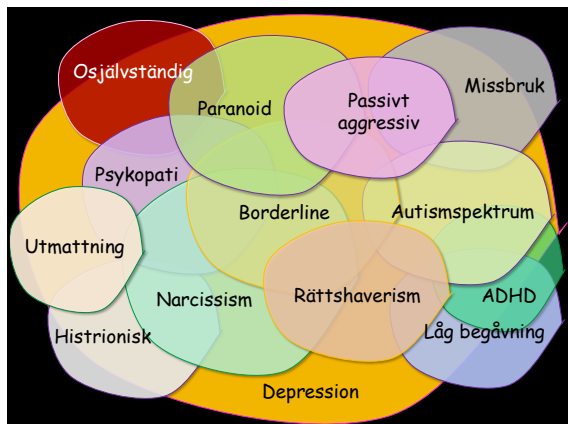 Osjälvständig
Paranoid
Passivt
aggressiv
Missbruk
Psykopati
Borderline
Autismspektrum
Utmattning
Narcissism
Rättshaverism
ADHD
Histrionisk
Låg begåvning
Depression